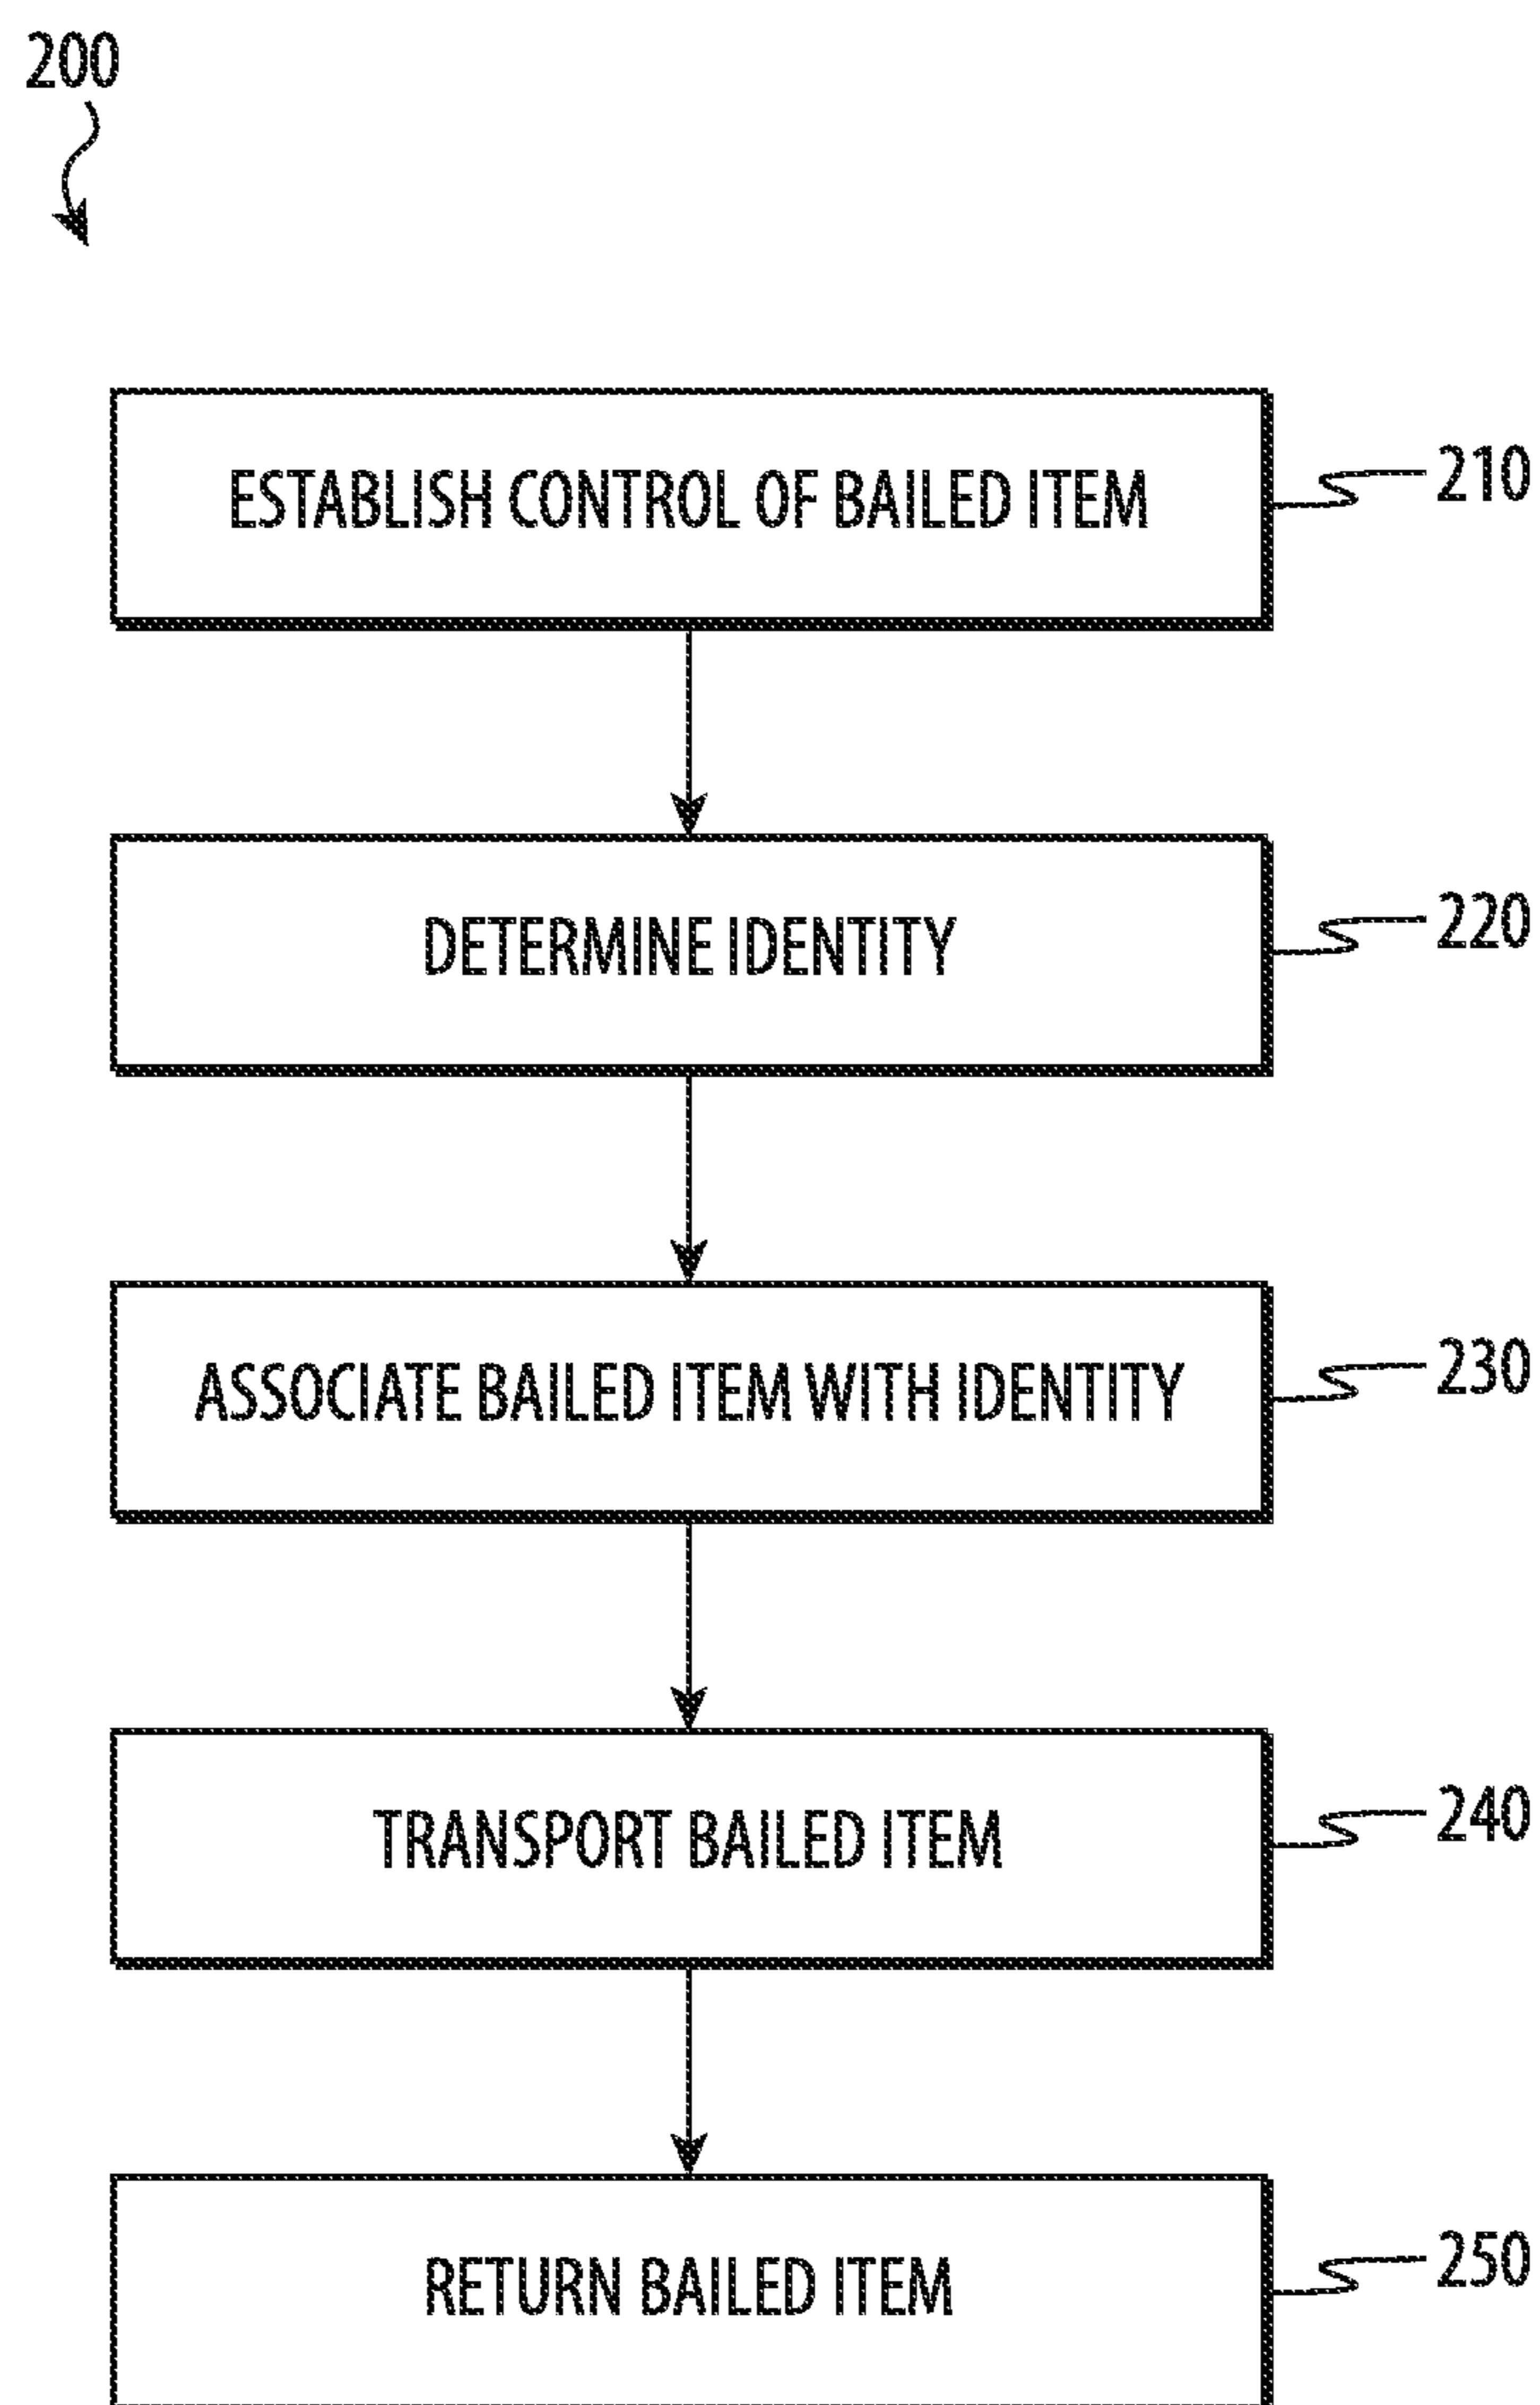 200
ESTABLISH CONTROL OF BAILED ITEM
210
DETERMINE IDENTITY
220
ASSOCIATE BAILED ITEM WITH IDENTITY
230
TRANSPORT BAILED ITEM
240
RETURN BAILED ITEM
250